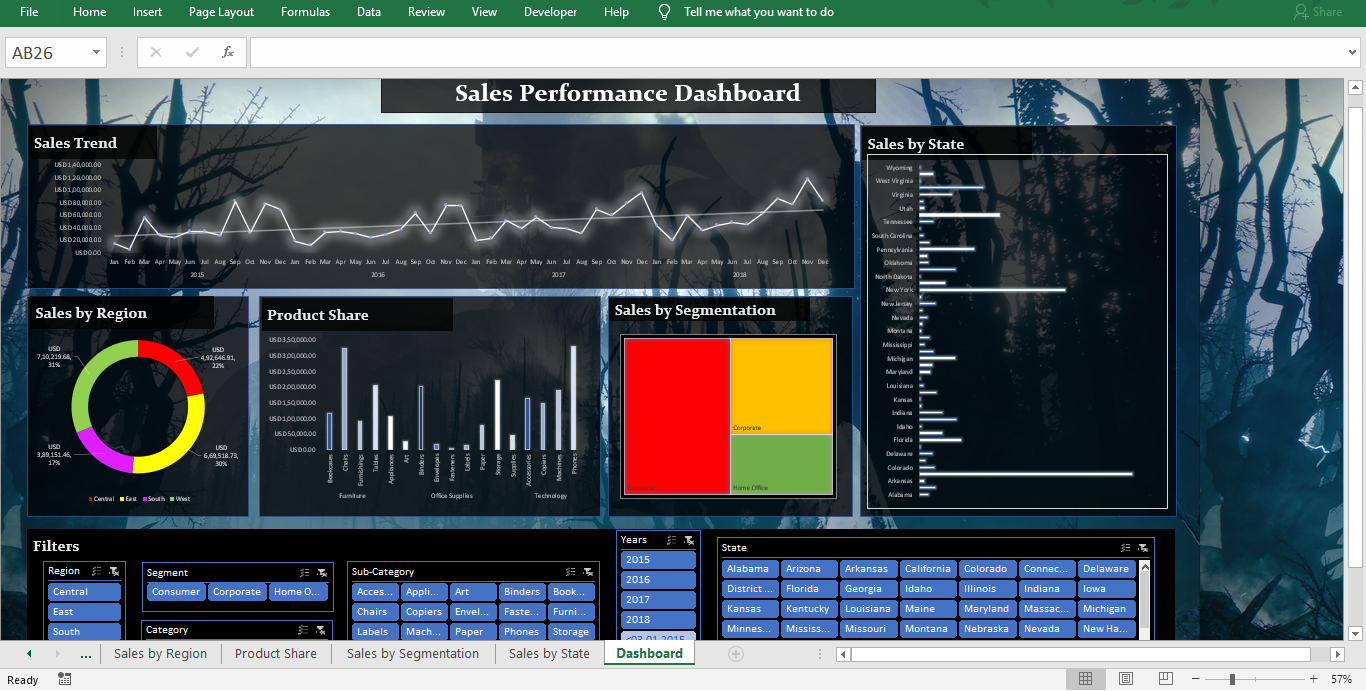 File Home Insert Page Layout Formulas Data Review View Developer Help Tell me what you want to do Share
AB26 fx
Sales Performance Dashboard
Sales Trend
USD 1,40,000.00
USD 1,20,000.00
USD 1,00,000.00
USD 80,000.00
USD 60,000.00
USD 40,000.00
USD 20,000.00
USD 0.00
Jan Feb Mar Apr May Jun Jul Aug Sep Oct Nov Dec Jan Feb Mar Apr May Jun Jul Aug Sep Oct Nov Dec Jan Feb Mar Apr May Jun Jul Aug Sep Oct Nov Dec Jan Feb Mar Apr May Jun Jul Aug Sep Oct Nov Dec
2015 2016 2017 2018
Sales by State
Wyoming
West Virginia
Virginia
Utah
Tennessee
South Carolina
Pennsylvania
Oklahoma
North Dakota
New York
New Jersey
Nevada
Montana
Mississippi
Michigan
Maryland
Louisiana
Kansas
Indiana
Idaho
Florida
Delaware
Colorado
Arkansas
Alabama
Sales by Region
USD
7,10,219.68,
31%
USD
4,92,646.91,
22%
USD
3,89,151.46,
17%
USD
6,69,518.73,
30%
Central East South West
Product Share
USD 3,50,000.00
USD 3,00,000.00
USD 2,50,000.00
USD 2,00,000.00
USD 1,50,000.00
USD 1,00,000.00
USD 50,000.00
USD 0.00
Bookcases Chairs Furnishings Tables Appliances Art Binders Envelopes Fasteners Labels Paper Storage Supplies Accessories Copiers Machines Phones
Furniture Office Supplies Technology
Sales by Segmentation
Corporate
Home Office
Filters
Region
Central
East
South
Segment
Consumer Corporate Home O...
Category
Sub-Category
Acces... Appli... Art Binders Book...
Chairs Copiers Envel... Faste... Furni...
Labels Mach... Paper Phones Storage
Years
2015
2016
2017
2018
<03-01-2015
State
Alabama Arizona Arkansas California Colorado Connec... Delaware
District ... Florida Georgia Idaho Illinois Indiana Iowa
Kansas Kentucky Louisiana Maine Maryland Massac... Michigan
Minnes... Mississ... Missouri Montana Nebraska Nevada New Ha...
... Sales by Region Product Share Sales by Segmentation Sales by State Dashboard
Ready 57%